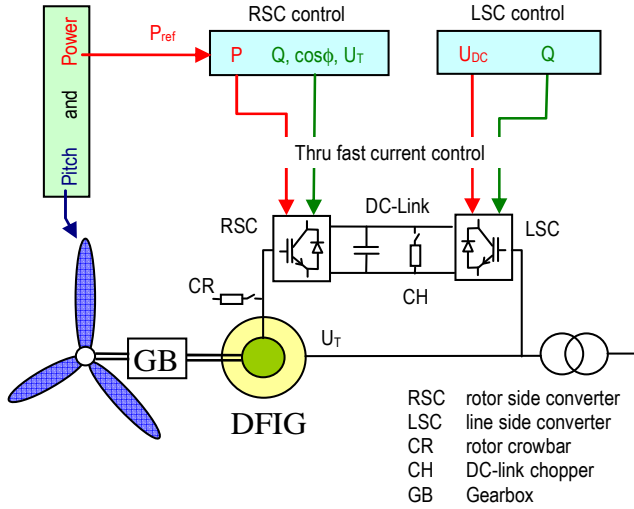 RSC control
LSC control
Pitch and Power
Pref
P Q, cosϕ, UT
UDC Q
Thru fast current control
RSC
DC-Link
LSC
CR
CH
UT
GB
DFIG
RSC rotor side converter
LSC line side converter
CR rotor crowbar
CH DC-link chopper
GB Gearbox